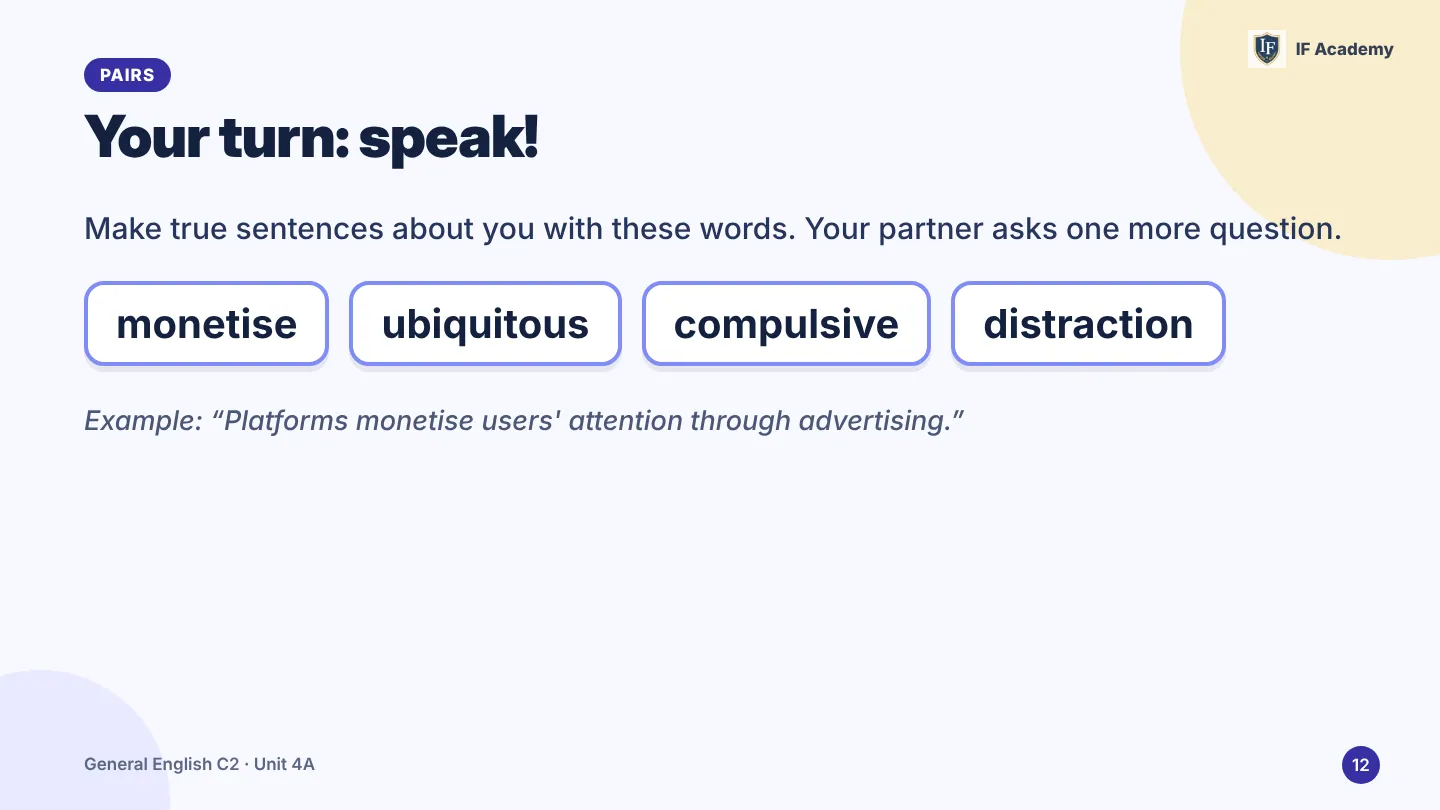 IF
IF Academy
PAIRS
Your turn: speak!
Make true sentences about you with these words. Your partner asks one more question.
monetise
ubiquitous
compulsive
distraction
Example: “Platforms monetise users' attention through advertising.”
General English C2 · Unit 4A
12